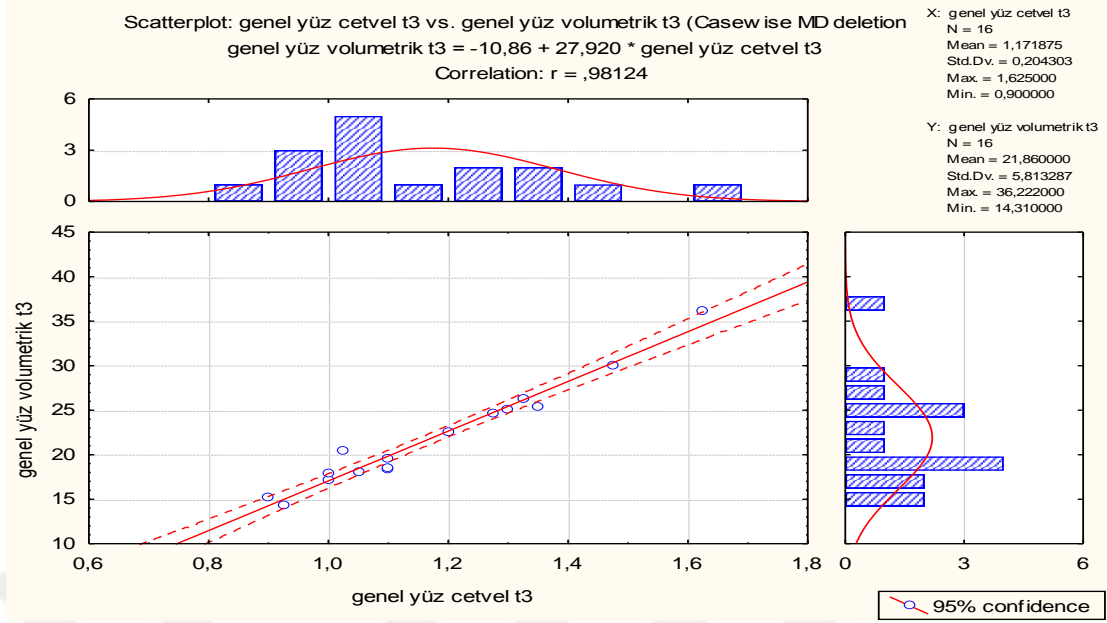 Scatterplot: genel yüz cetvel t3 vs. genel yüz volumetrik t3 (Casewise MD deletion
genel yüz volumetrik t3 = -10,86 + 27,920 * genel yüz cetvel t3
Correlation: r = ,98124
X: genel yüz cetvel t3
N = 16
Mean = 1,171875
Std.Dv. = 0,204303
Max. = 1,625000
Min. = 0,900000
Y: genel yüz volumetrik t3
N = 16
Mean = 21,860000
Std.Dv. = 5,813287
Max. = 36,222000
Min. = 14,310000
6
3
0
45
40
35
30
25
20
15
10
genel yüz volumetrik t3
0,6 0,8 1,0 1,2 1,4 1,6 1,8
genel yüz cetvel t3
0 3 6
95% confidence